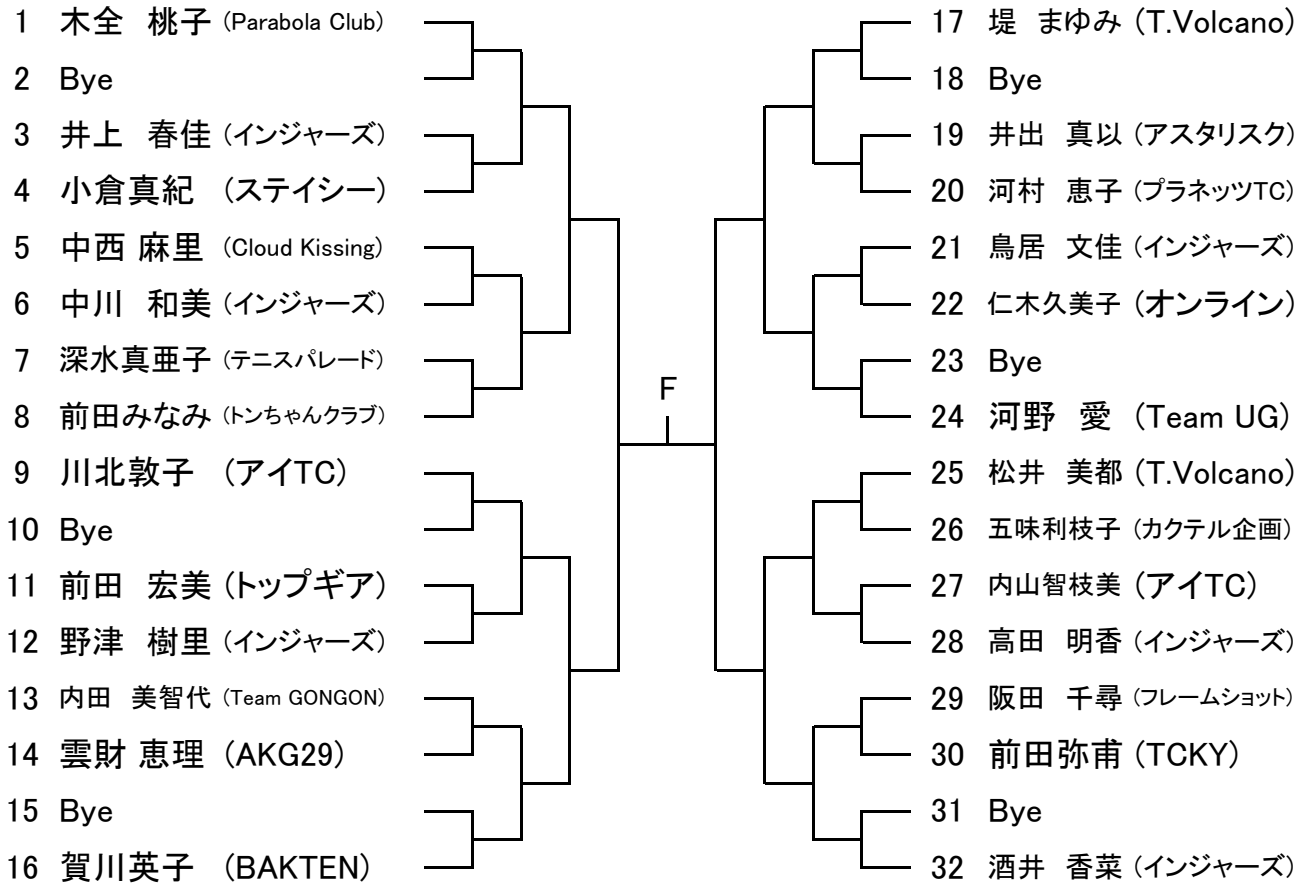 1 木全 桃子 (Parabola Club)
2 Bye
3 井上 春佳 (インジャーズ)
4 小倉真紀 (ステイシー)
5 中西 麻里 (Cloud Kissing)
6 中川 和美 (インジャーズ)
7 深水真亜子 (テニスパレード)
8 前田みなみ (トンちゃんクラブ)
9 川北敦子 (アイTC)
10 Bye
11 前田 宏美 (トップギア)
12 野津 樹里 (インジャーズ)
13 内田 美智代 (Team GONGON)
14 雲財 恵理 (AKG29)
15 Bye
16 賀川英子 (BAKTEN)
F
17 堤 まゆみ (T.Volcano)
18 Bye
19 井出 真以 (アスタリスク)
20 河村 恵子 (プラネッツTC)
21 鳥居 文佳 (インジャーズ)
22 仁木久美子 (オンライン)
23 Bye
24 河野 愛 (Team UG)
25 松井 美都 (T.Volcano)
26 五味利枝子 (カクテル企画)
27 内山智枝美 (アイTC)
28 高田 明香 (インジャーズ)
29 阪田 千尋 (フレームショット)
30 前田弥甫 (TCKY)
31 Bye
32 酒井 香菜 (インジャーズ)